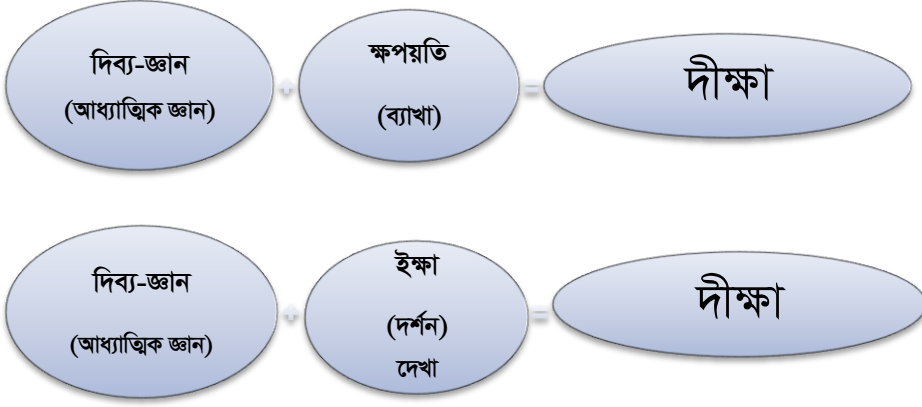 দিব্য-জ্ঞান
(আধ্যাত্মিক জ্ঞান)
+
ক্ষপয়তি
(ব্যাখা)
=
দীক্ষা
দিব্য-জ্ঞান
(আধ্যাত্মিক জ্ঞান)
+
ইক্ষা
(দর্শন)
দেখা
=
দীক্ষা